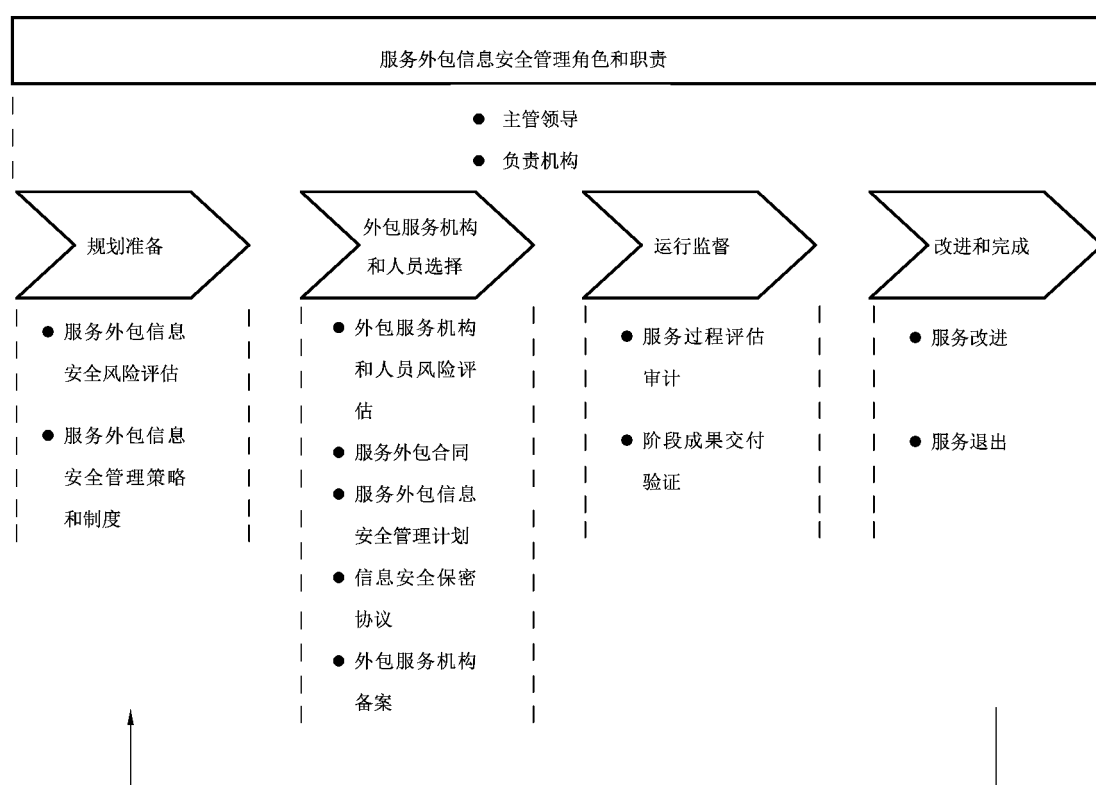 服务外包信息安全管理角色和职责
● 主管领导
● 负责机构
规划准备
● 服务外包信息
安全风险评估
● 服务外包信息
安全管理策略
和制度
外包服务机构
和人员选择
● 外包服务机构
和人员风险评
估
● 服务外包合同
● 服务外包信息
安全管理计划
● 信息安全保密
协议
● 外包服务机构
备案
运行监督
● 服务过程评估
审计
● 阶段成果交付
验证
改进和完成
● 服务改进
● 服务退出